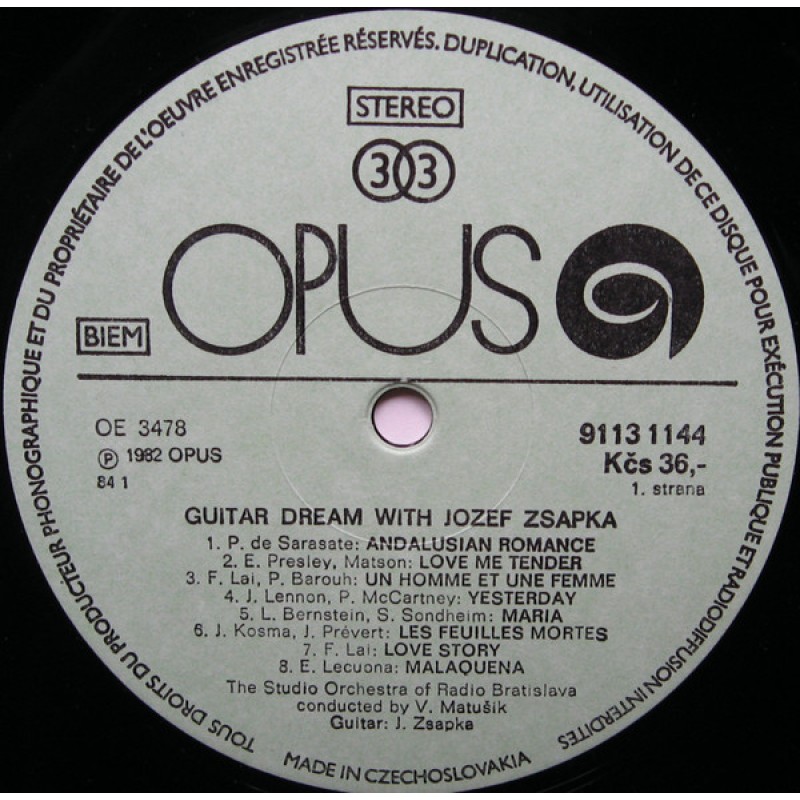 TOUS DROITS DU PRODUCTEUR PHONOGRAPHIQUE ET DU PROPRIÉTAIRE DE L'OEUVRE ENREGISTRÉE RÉSERVÉS. DUPLICATION, UTILISATION DE CE DISQUE POUR EXÉCUTION PUBLIQUE ET RADIODIFFUSION INTERDITES
STEREO
33
OPUS
BIEM
OE 3478
℗ 1982 OPUS
84 1
9113 1144
Kčs 36,-
1. strana
GUITAR DREAM WITH JOZEF ZSAPKA
1. P. de Sarasate: ANDALUSIAN ROMANCE
2. E. Presley, Matson: LOVE ME TENDER
3. F. Lai, P. Barouh: UN HOMME ET UNE FEMME
4. J. Lennon, P. McCartney: YESTERDAY
5. L. Bernstein, S. Sondheim: MARIA
6. J. Kosma, J. Prévert: LES FEUILLES MORTES
7. F. Lai: LOVE STORY
8. E. Lecuona: MALAQUENA
The Studio Orchestra of Radio Bratislava
conducted by V. Matušik
Guitar: J. Zsapka
MADE IN CZECHOSLOVAKIA